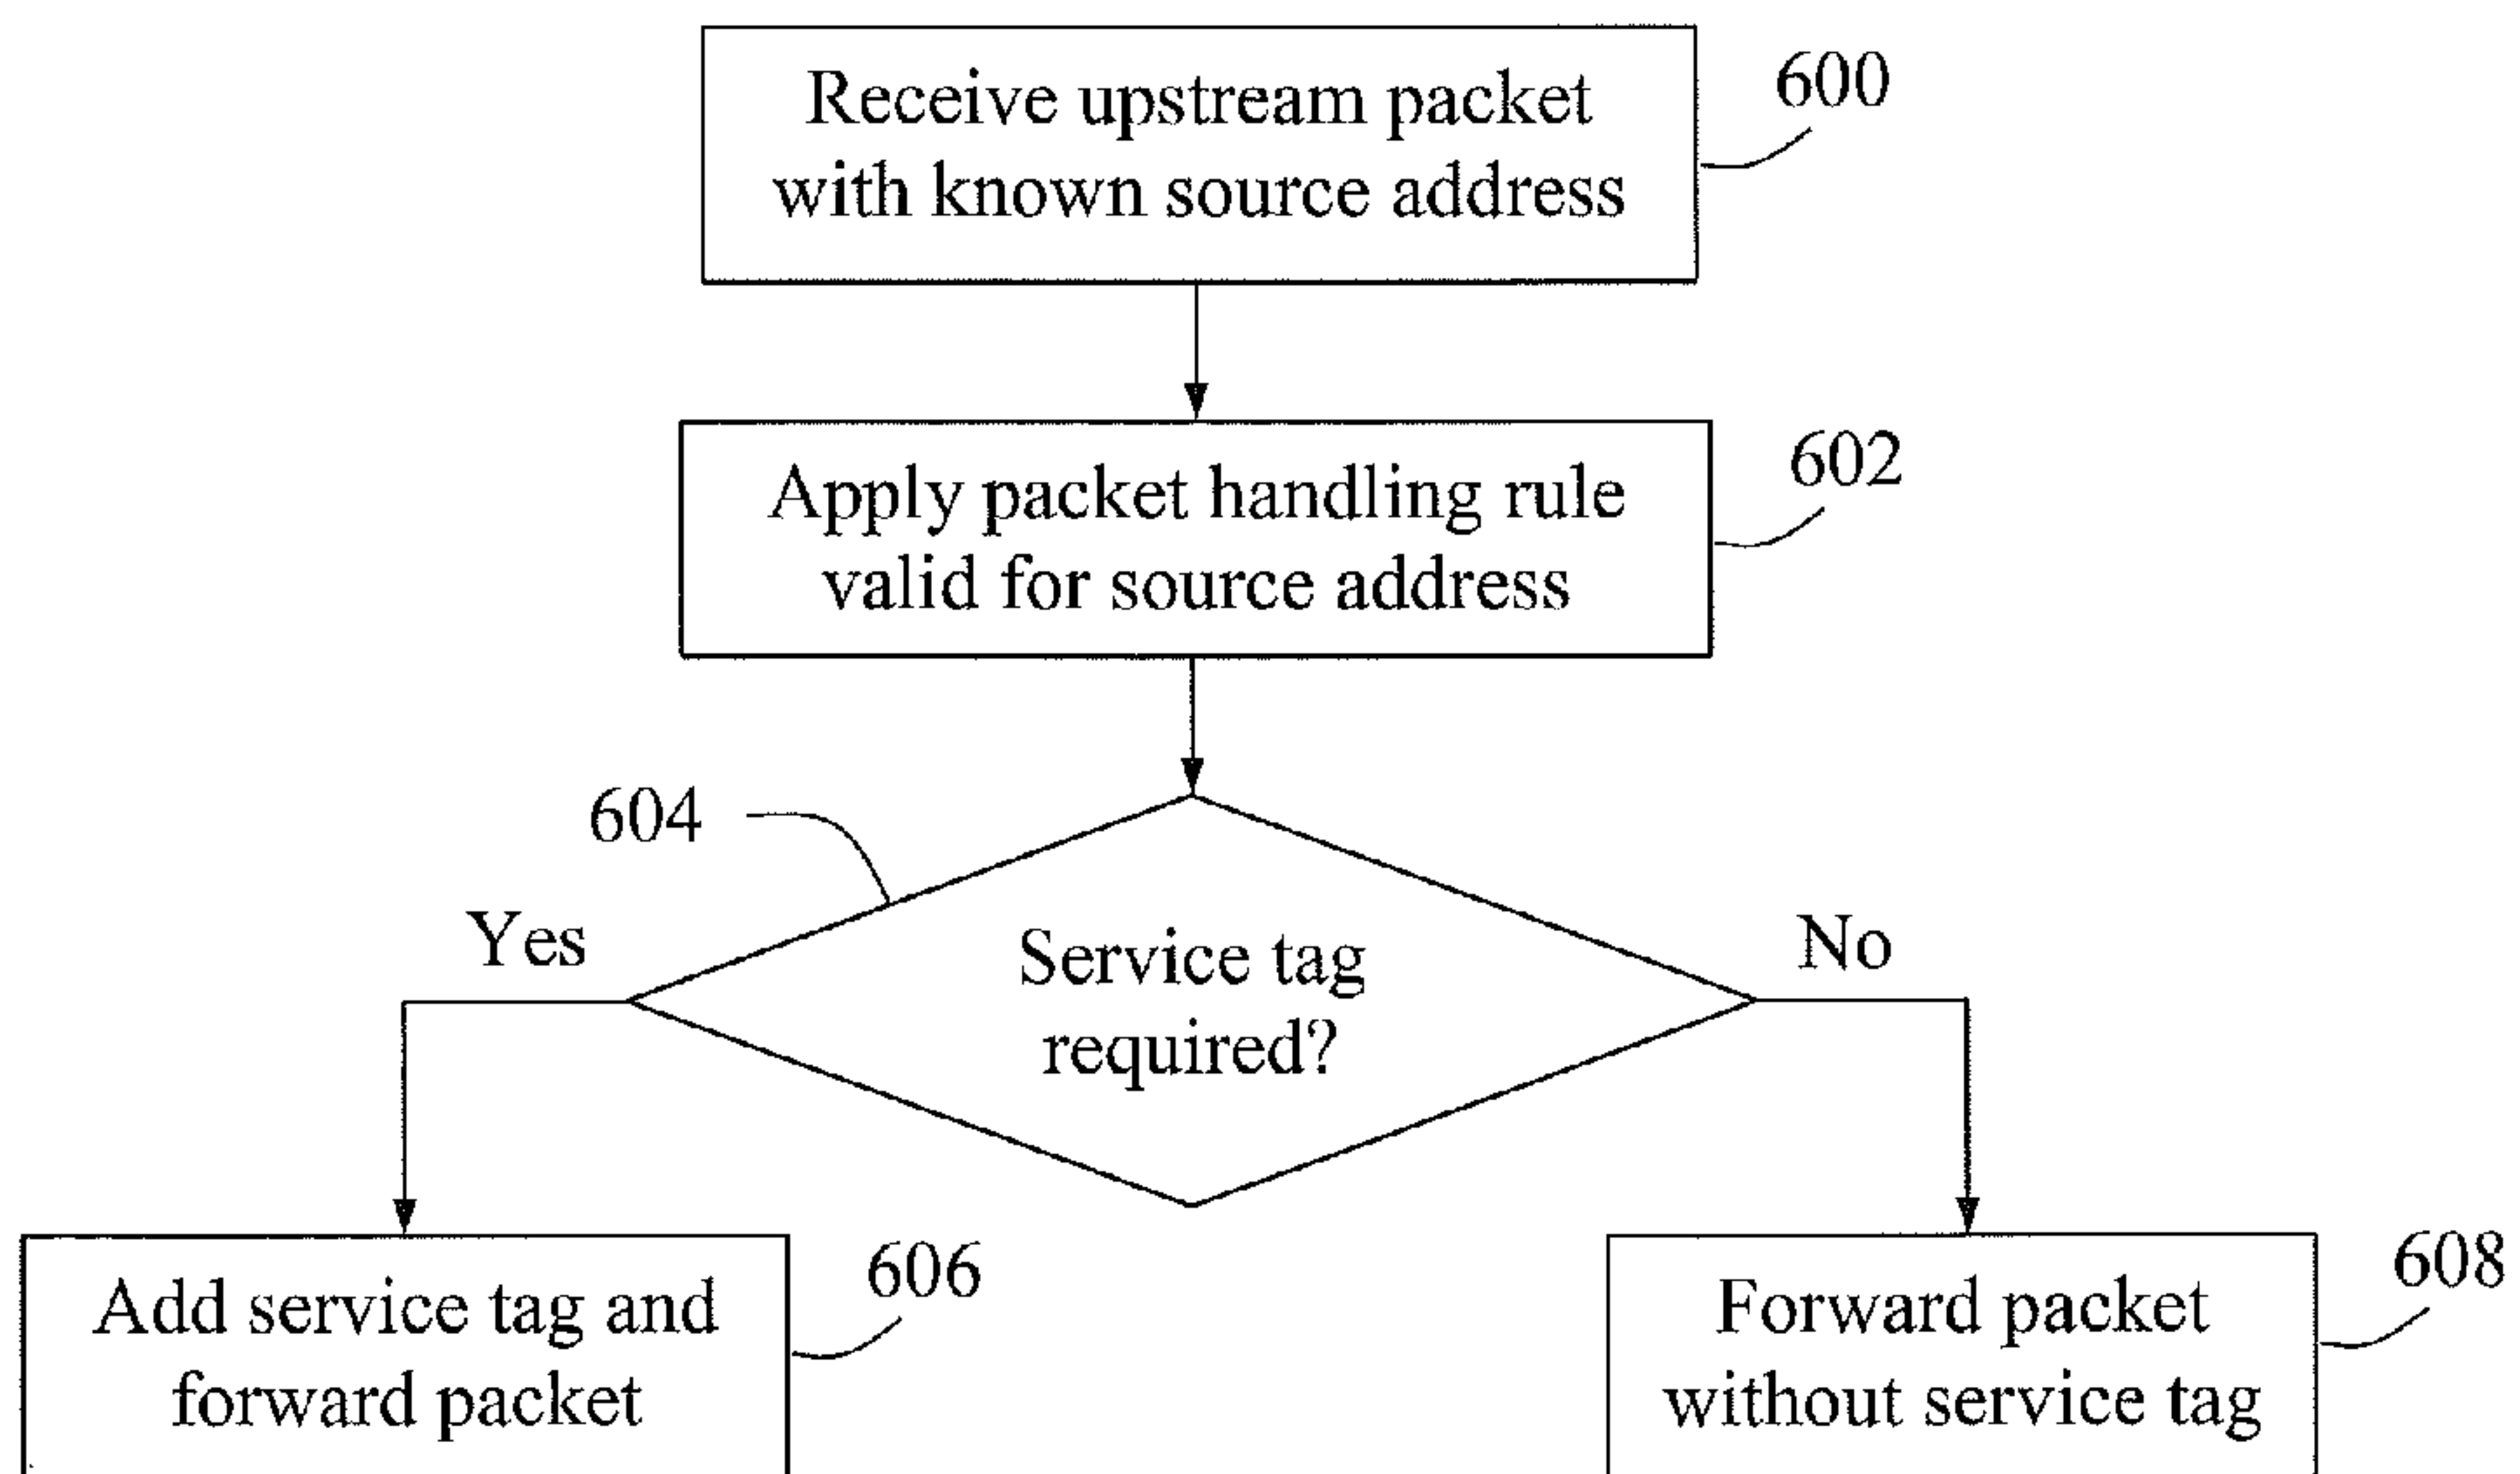 Receive upstream packet
with known source address
600
Apply packet handling rule
valid for source address
602
604
Yes
Service tag
required?
No
Add service tag and
forward packet
606
Forward packet
without service tag
608